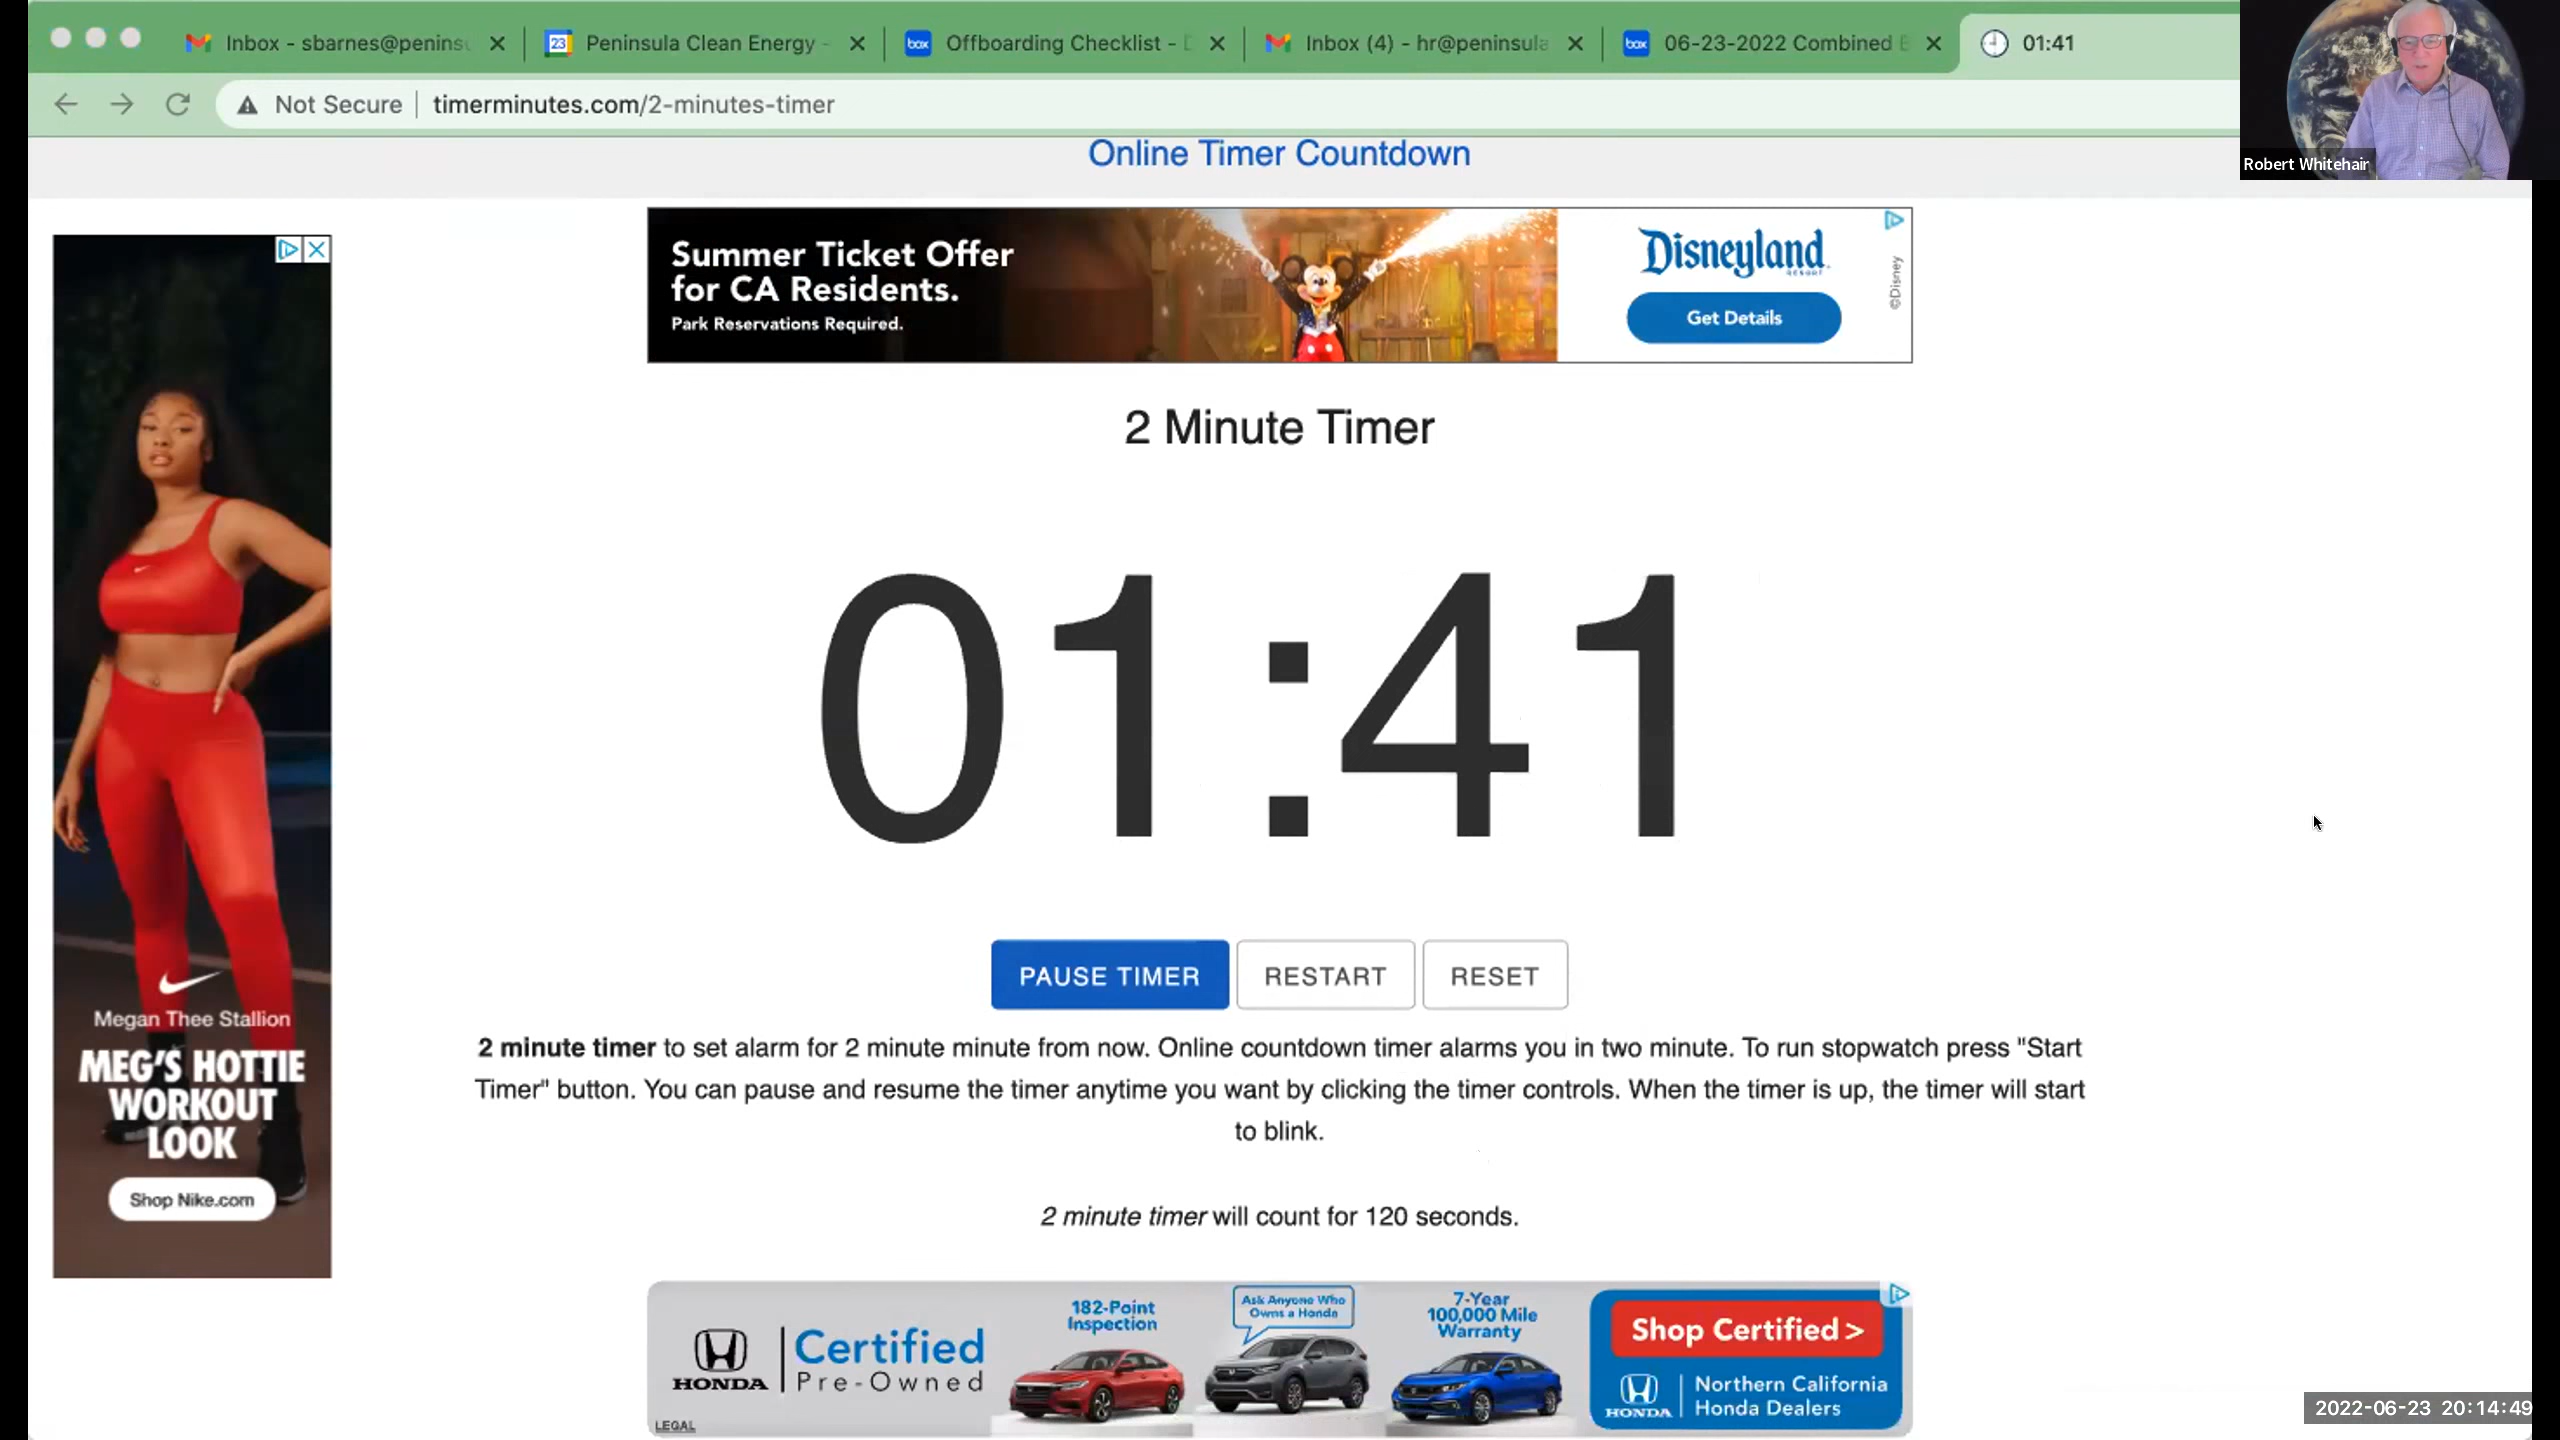 Inbox - sbarnes@penins
23
Peninsula Clean Energy -
box
Offboarding Checklist -
Inbox (4) - hr@peninsula
box
06-23-2022 Combined
01:41
Not Secure
timerminutes.com/2-minutes-timer
Robert Whitehair
Online Timer Countdown
Summer Ticket Offer
for CA Residents.
Park Reservations Required.
Disneyland
RESORT
Get Details
©Disney
2 Minute Timer
01:41
PAUSE TIMER
RESTART
RESET
Megan Thee Stallion
MEG'S HOTTIE
WORKOUT
LOOK
Shop Nike.com
2 minute timer to set alarm for 2 minute minute from now. Online countdown timer alarms you in two minute. To run stopwatch press "Start
Timer" button. You can pause and resume the timer anytime you want by clicking the timer controls. When the timer is up, the timer will start
to blink.
2 minute timer will count for 120 seconds.
HONDA
Certified
Pre-Owned
LEGAL
182-Point
Inspection
Ask Anyone Who
Owns a Honda
7-Year
100,000 Mile
Warranty
Shop Certified >
HONDA
Northern California
Honda Dealers
2022-06-23 20:14:49